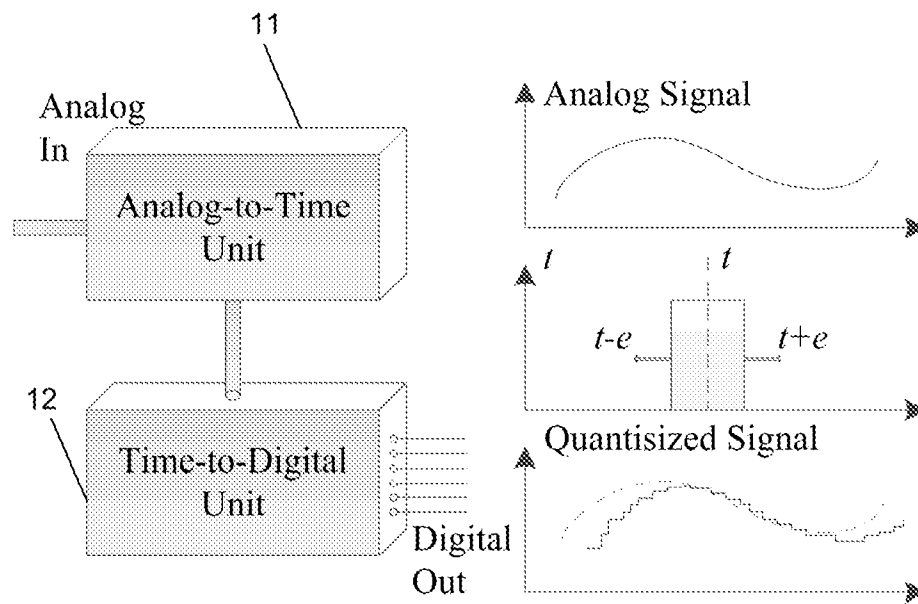 11
Analog
In
Analog-to-Time
Unit
12
Time-to-Digital
Unit
Digital
Out
Analog Signal
t
t
t-e
t+e
Quantisized Signal